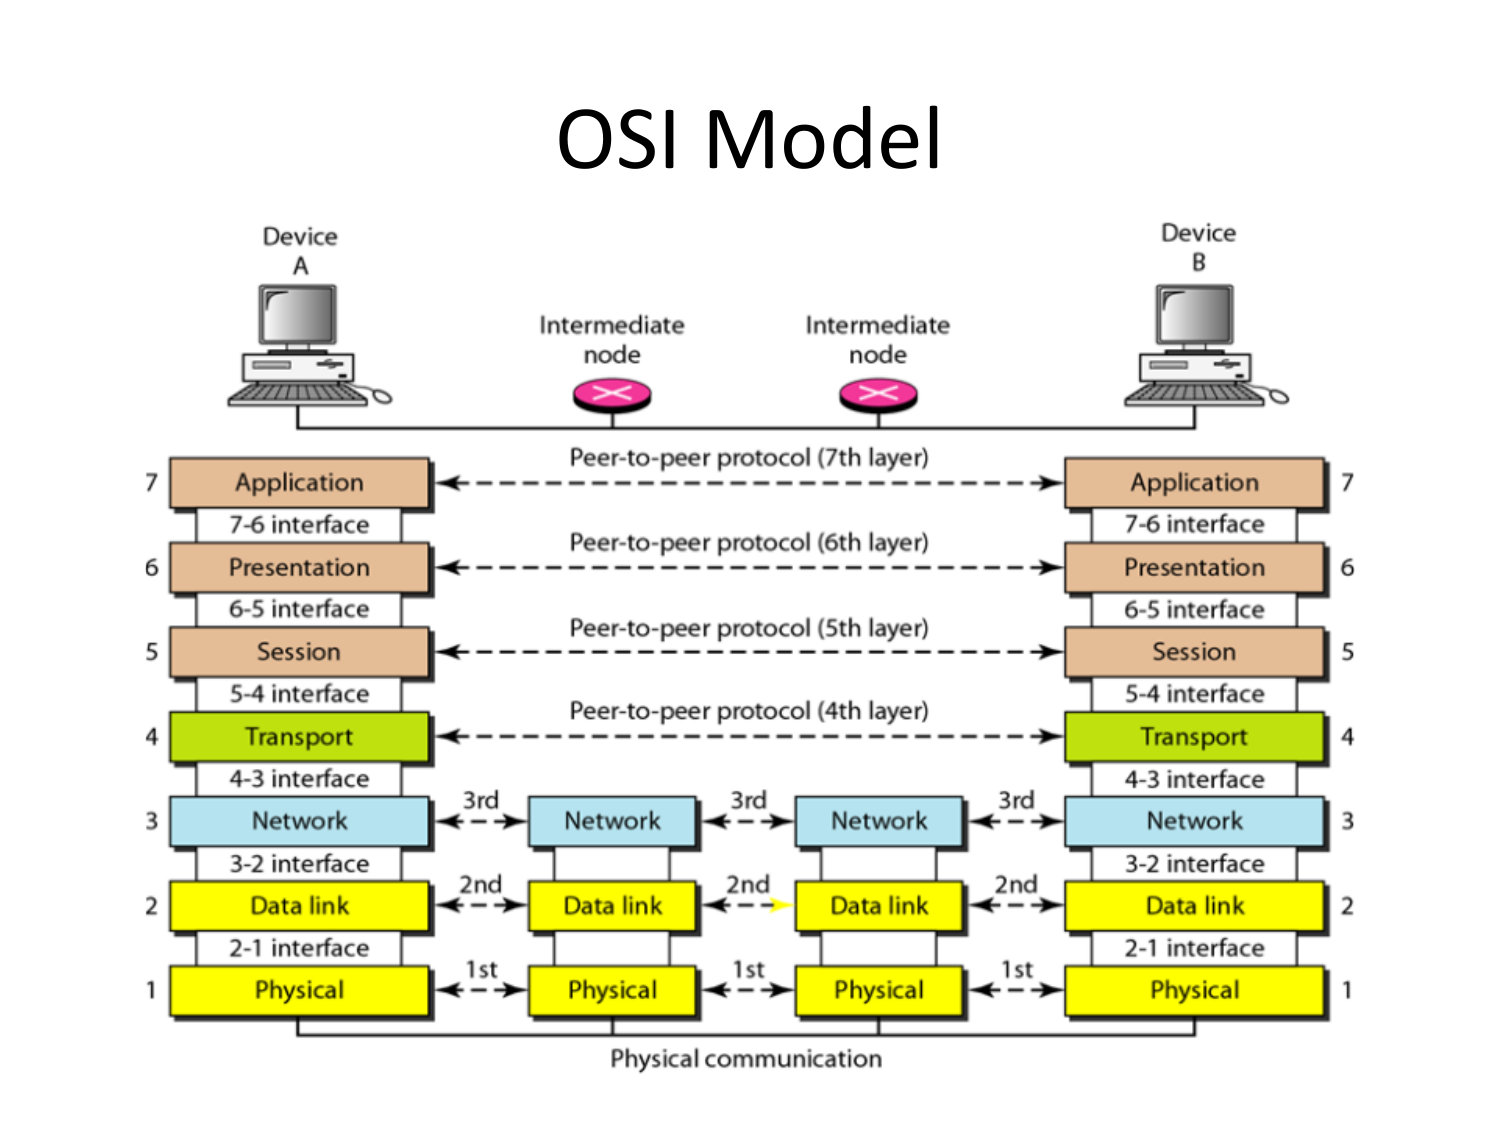 OSI Model
Device
A
Device
B
Intermediate
node
Intermediate
node
Peer-to-peer protocol (7th layer)
7 Application Application 7
7-6 interface 7-6 interface
Peer-to-peer protocol (6th layer)
6 Presentation Presentation 6
6-5 interface 6-5 interface
Peer-to-peer protocol (5th layer)
5 Session Session 5
5-4 interface 5-4 interface
Peer-to-peer protocol (4th layer)
4 Transport Transport 4
4-3 interface 4-3 interface
3rd 3rd 3rd
3 Network Network Network Network 3
3-2 interface 3-2 interface
2nd 2nd 2nd
2 Data link Data link Data link Data link 2
2-1 interface 2-1 interface
1st 1st 1st
1 Physical Physical Physical Physical 1
Physical communication